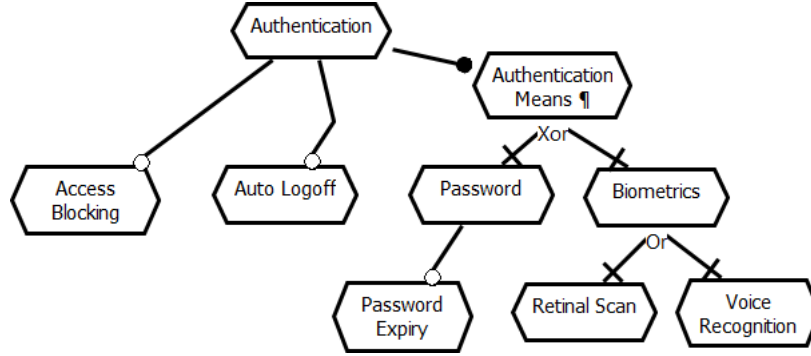 Authentication
Authentication
Means ¶
Xor
Access
Blocking
Auto Logoff
Password
Biometrics
Or
Password
Expiry
Retinal Scan
Voice
Recognition